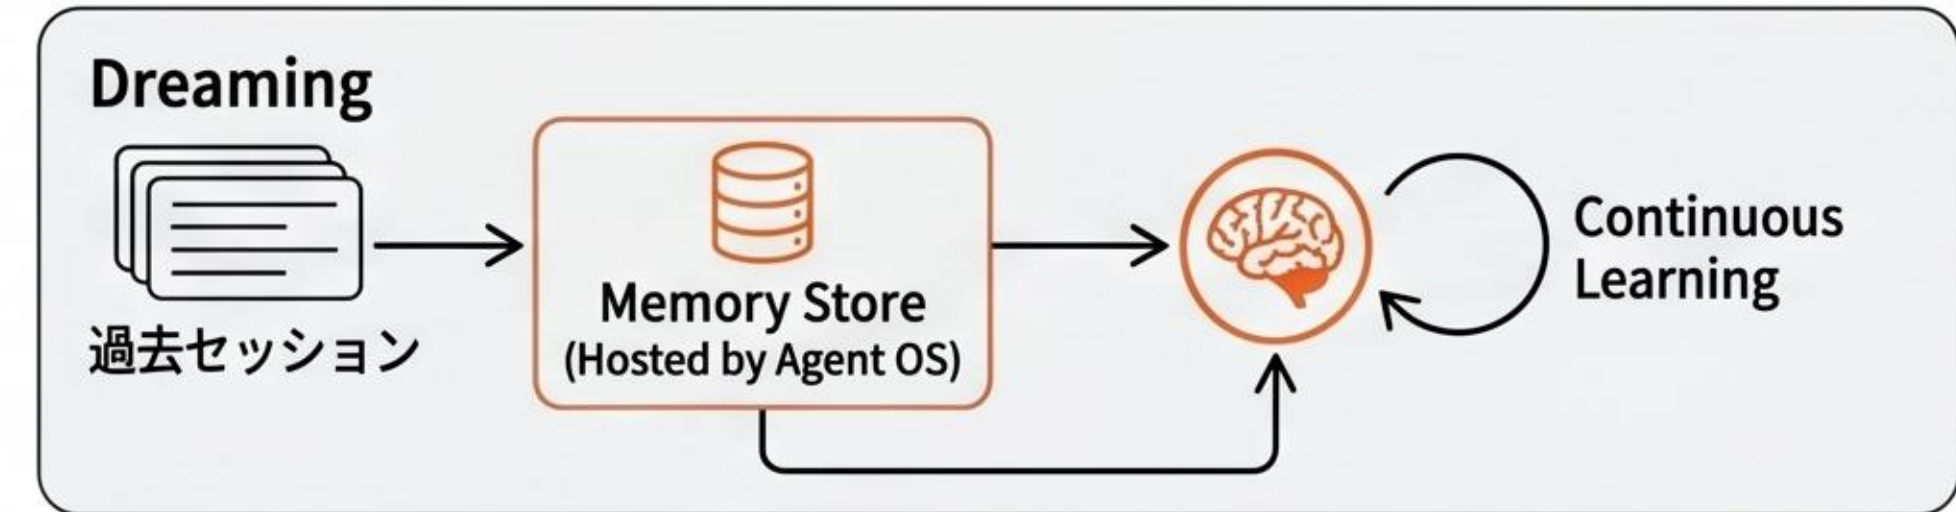 Dreaming
過去セッション
Memory Store
(Hosted by Agent OS)
Continuous
Learning